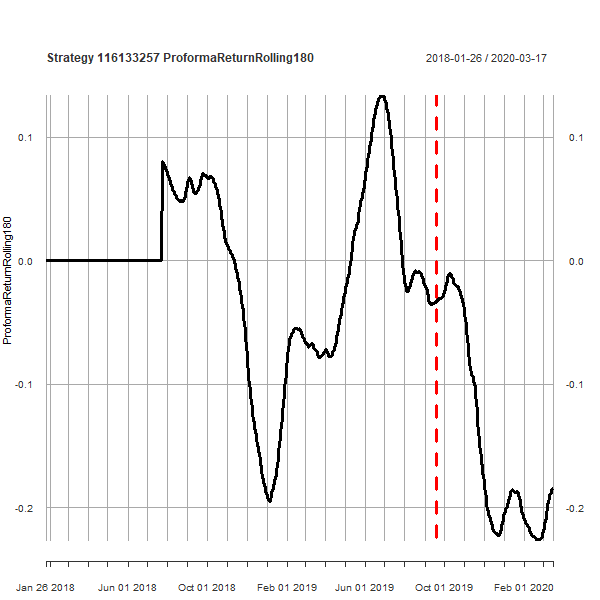 Strategy 116133257 ProformaReturnRolling180
2018-01-26 / 2020-03-17
ProformaReturnRolling180
0.1
0.0
-0.1
-0.2
0.1
0.0
-0.1
-0.2
Jan 26 2018
Jun 01 2018
Oct 01 2018
Feb 01 2019
Jun 01 2019
Oct 01 2019
Feb 01 2020